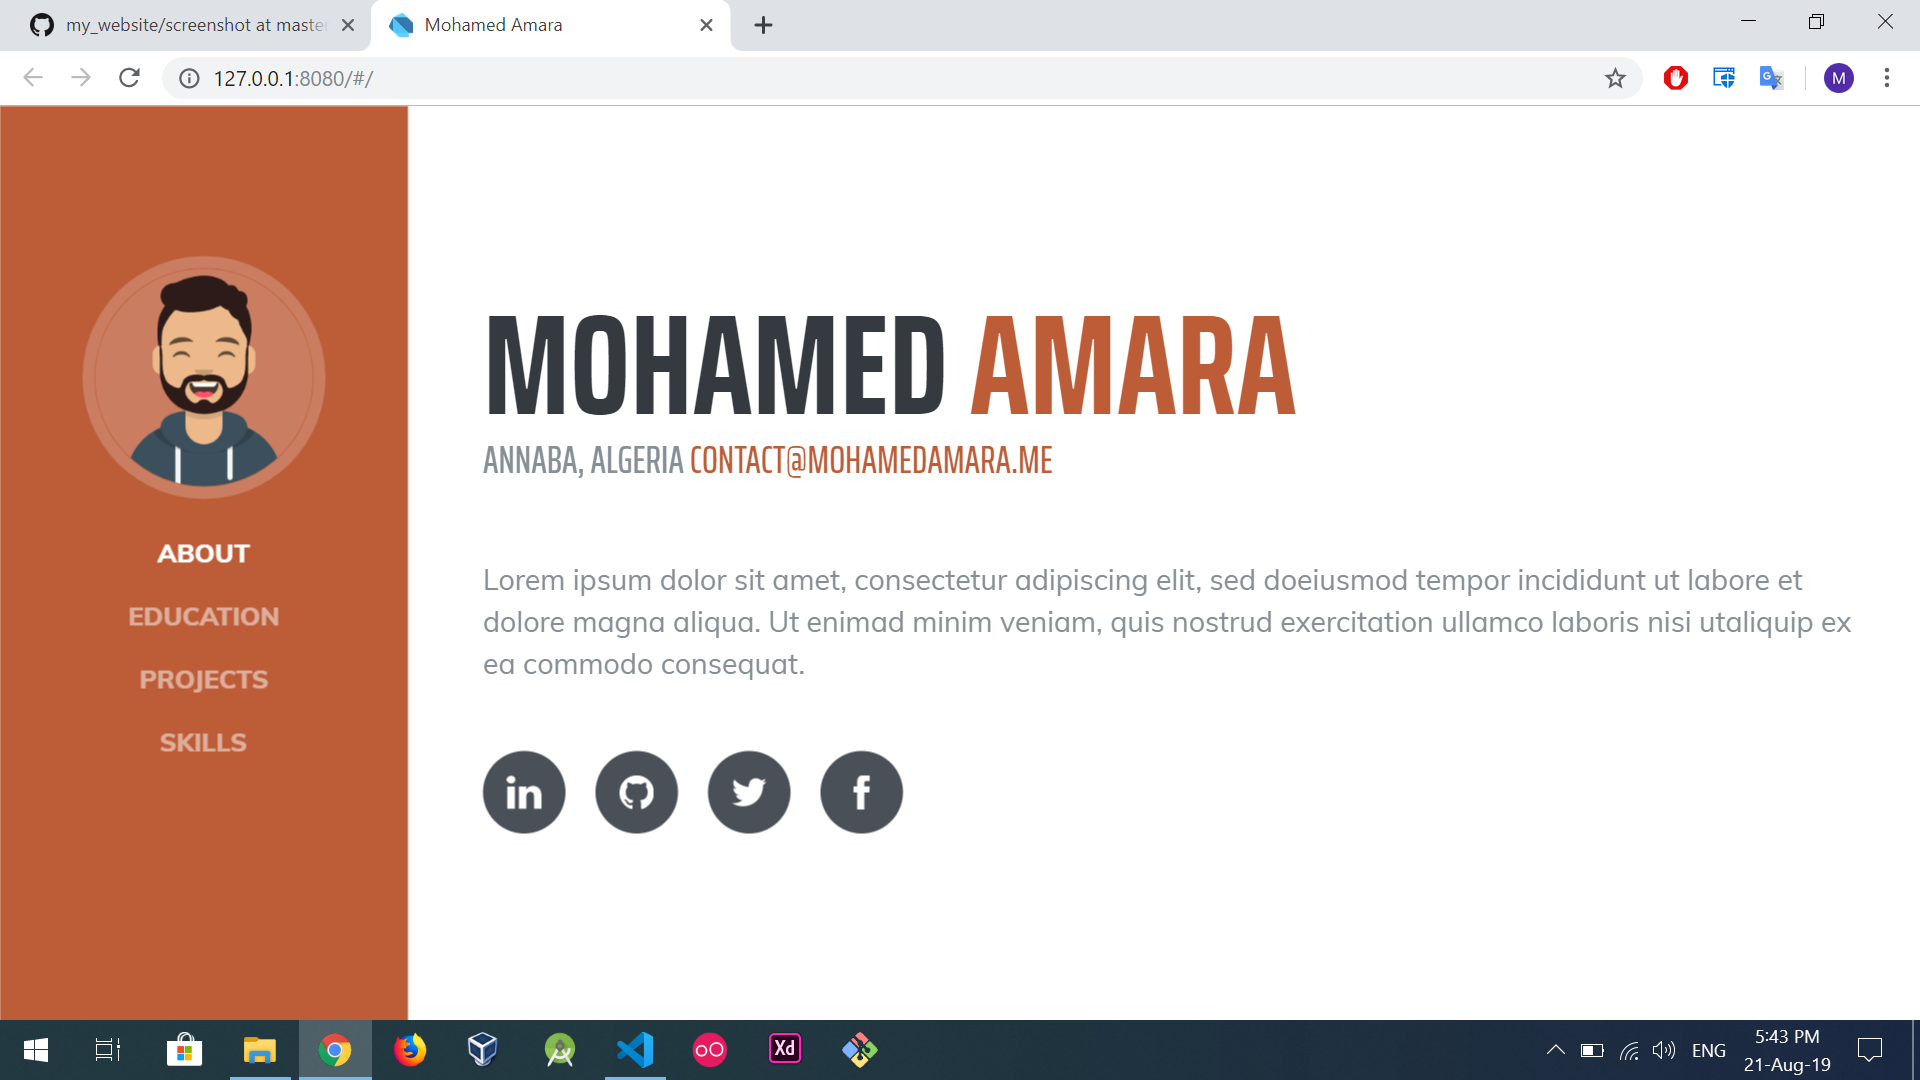 my_website/screenshot at maste
Mohamed Amara
127.0.0.1:8080/#/
M
MOHAMED AMARA
ANNABA, ALGERIA CONTACT@MOHAMEDAMARA.ME
ABOUT
EDUCATION
PROJECTS
SKILLS
Lorem ipsum dolor sit amet, consectetur adipiscing elit, sed doeiusmod tempor incididunt ut labore et
dolore magna aliqua. Ut enimad minim veniam, quis nostrud exercitation ullamco laboris nisi utaliquip ex
ea commodo consequat.
in
f
Xd
ENG
5:43 PM
21-Aug-19